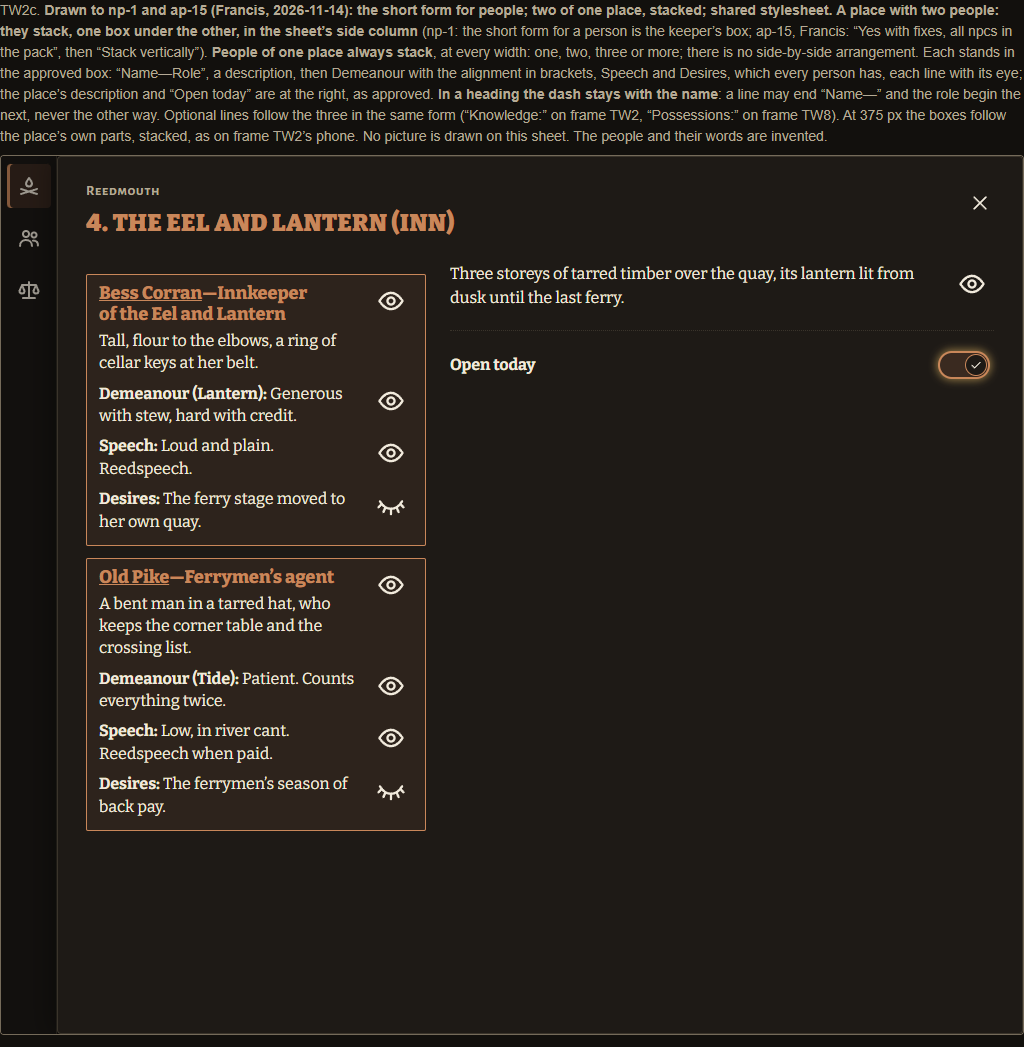 TW2c. Drawn to np-1 and ap-15 (Francis, 2026-11-14): the short form for people; two of one place, stacked; shared stylesheet. A place with two people:
they stack, one box under the other, in the sheet's side column (np-1: the short form for a person is the keeper's box; ap-15, Francis: “Yes with fixes, all npcs in
the pack”, then “Stack vertically”). People of one place always stack, at every width: one, two, three or more; there is no side-by-side arrangement. Each stands
in the approved box: “Name—Role”, a description, then Demeanour with the alignment in brackets, Speech and Desires, which every person has, each line with its eye;
the place's description and “Open today” are at the right, as approved. In a heading the dash stays with the name: a line may end “Name—” and the role begin the
next, never the other way. Optional lines follow the three in the same form (“Knowledge:” on frame TW2, “Possessions:” on frame TW8). At 375 px the boxes follow
the place's own parts, stacked, as on frame TW2's phone. No picture is drawn on this sheet. The people and their words are invented.
Reedmouth
4. THE EEL AND LANTERN (INN)
Bess Corran—Innkeeper
of the Eel and Lantern
Tall, flour to the elbows, a ring of
cellar keys at her belt.
Demeanour (Lantern): Generous
with stew, hard with credit.
Speech: Loud and plain.
Reedspeech.
Desires: The ferry stage moved to
her own quay.
Old Pike—Ferrymen's agent
A bent man in a tarred hat, who
keeps the corner table and the
crossing list.
Demeanour (Tide): Patient. Counts
everything twice.
Speech: Low, in river cant.
Reedspeech when paid.
Desires: The ferrymen's season of
back pay.
Three storeys of tarred timber over the quay, its lantern lit from
dusk until the last ferry.
Open today